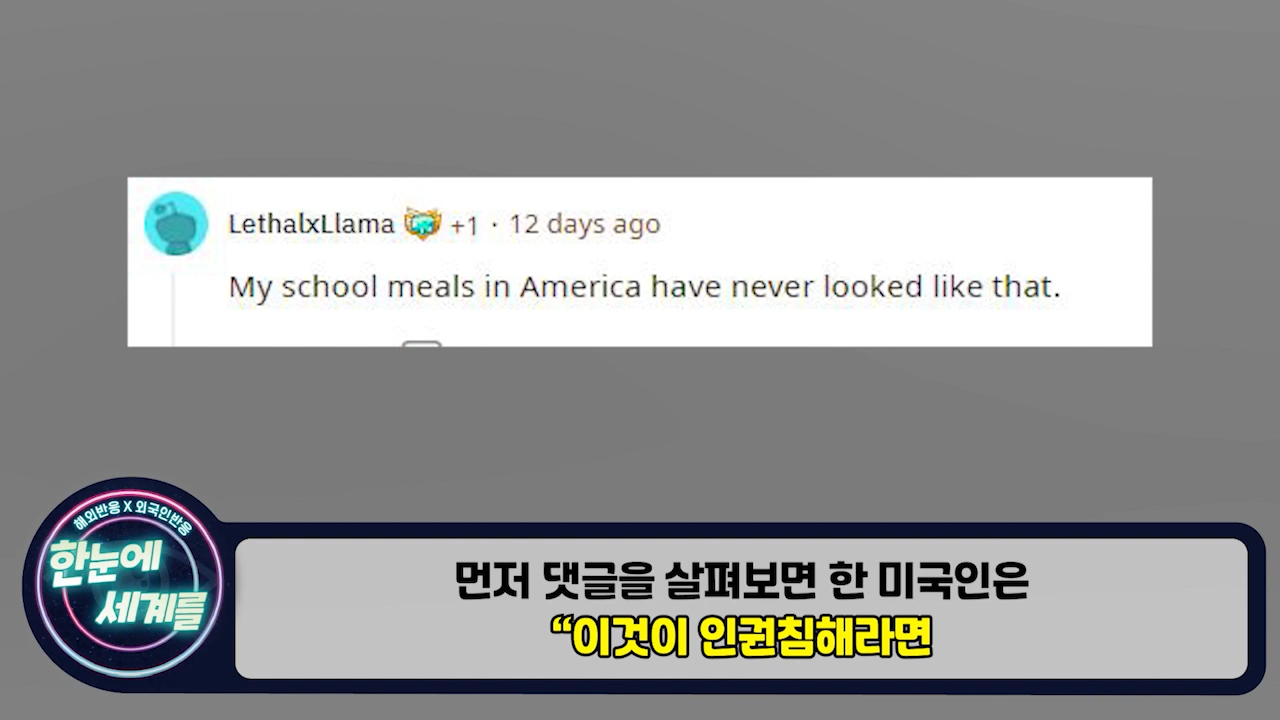 LethalxLlama +1 · 12 days ago
My school meals in America have never looked like that.
해외반응 X 외국인반응
한눈에
세계를
먼저 댓글을 살펴보면 한 미국인은
“이것이 인권침해라면